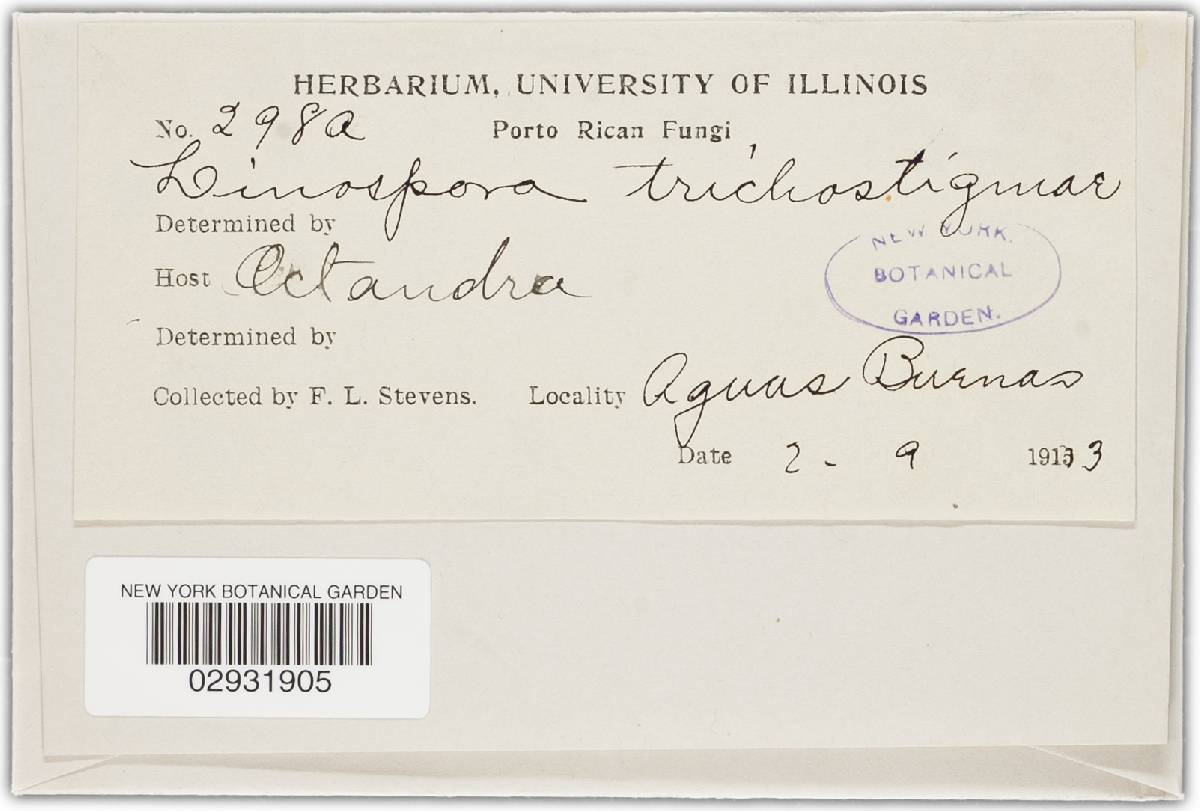 HERBARIUM, UNIVERSITY OF ILLINOIS
No. 298a Porto Rican Fungi
Linospora trichostigmae
Determined by
Host Octandra
NEW YORK
BOTANICAL
GARDEN.
Determined by
Collected by F. L. Stevens. Locality Aguas Buenas
Date 2 - 9 1913
NEW YORK BOTANICAL GARDEN
02931905